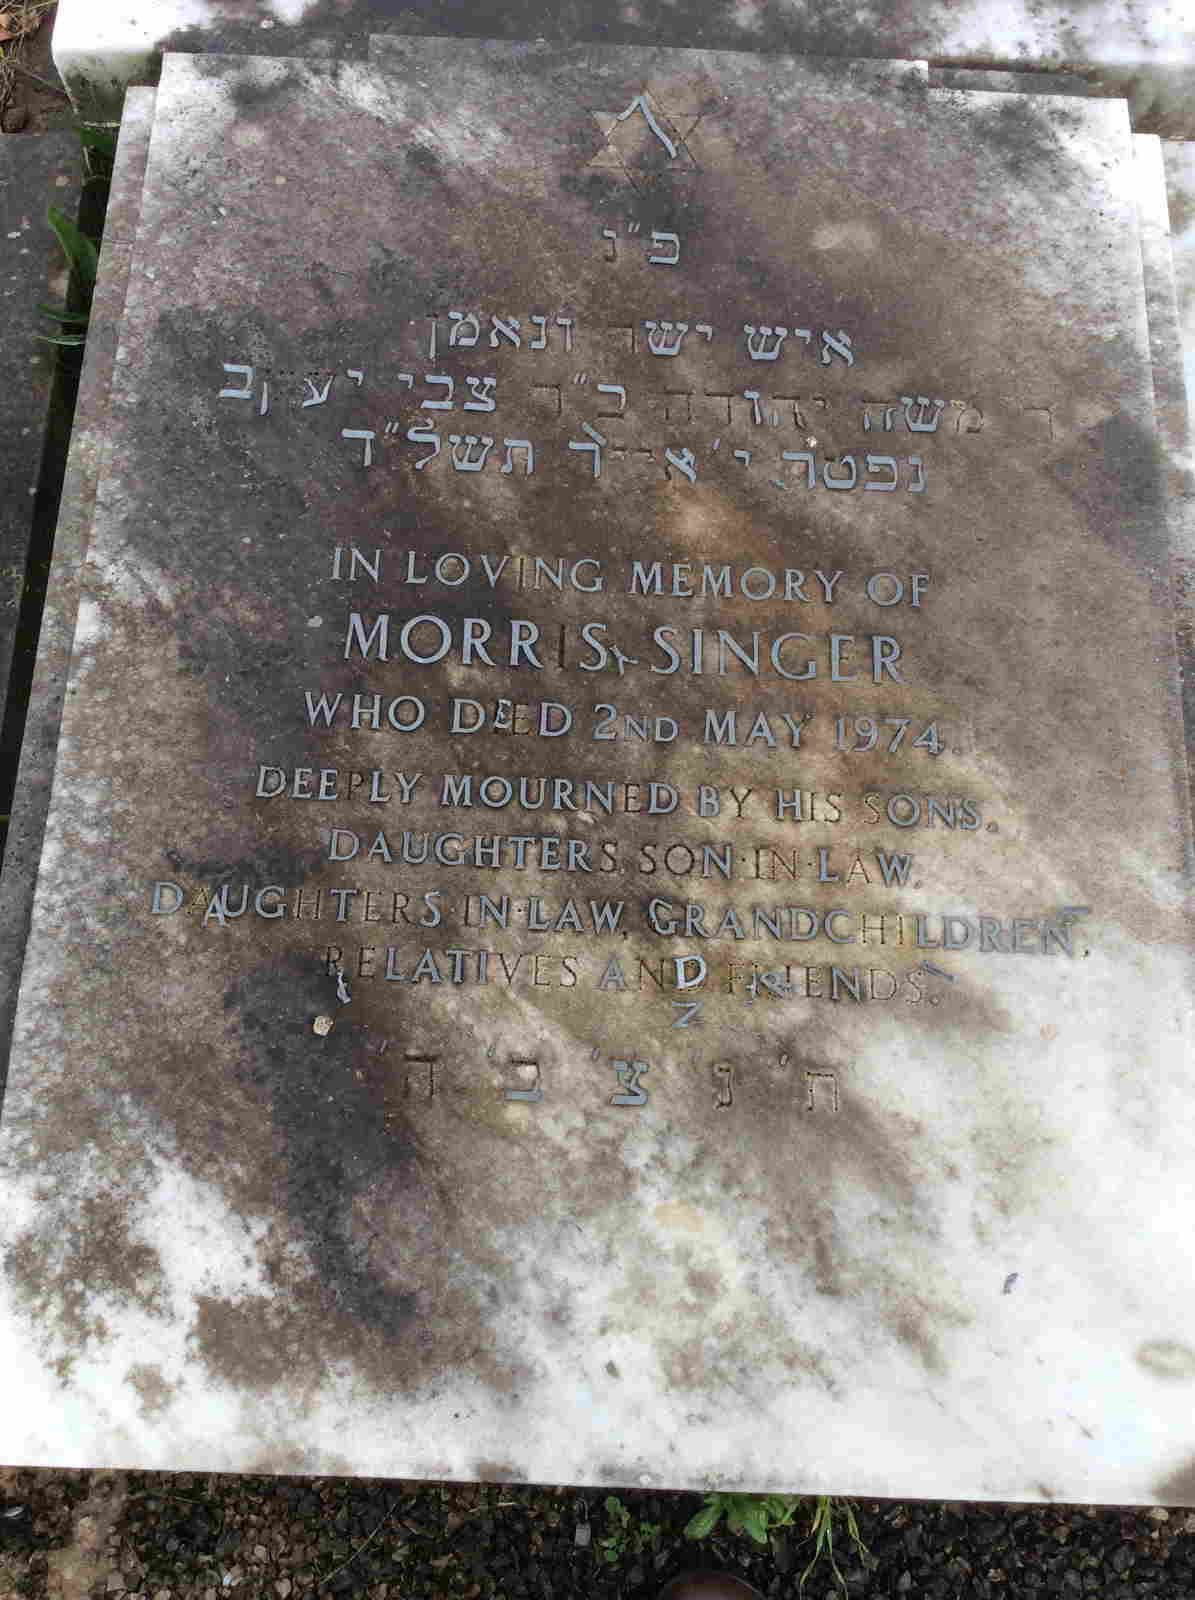 פ"נ
איש ישר ונאמן
ר משה יהודה ב"ר צבי יעקב
נפטר י' אייר תשל"ד
IN LOVING MEMORY OF
MORRIS SINGER
WHO DIED 2ND MAY 1974.
DEEPLY MOURNED BY HIS SONS,
DAUGHTERS, SON-IN-LAW,
DAUGHTERS-IN-LAW, GRANDCHILDREN,
RELATIVES AND FRIENDS.
ת' נ' צ' ב' ה'